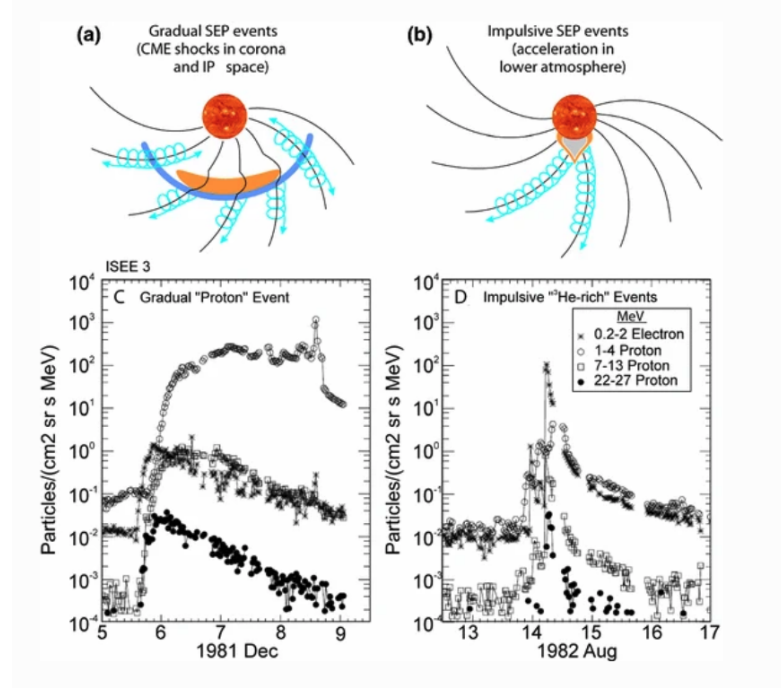 (a)
Gradual SEP events
(CME shocks in corona
and IP space)
(b)
Impulsive SEP events
(acceleration in
lower atmosphere)
ISEE 3
C Gradual "Proton" Event
Particles/(cm2 sr s MeV)
10^4
10^3
10^2
10^1
10^0
10^-1
10^-2
10^-3
10^-4
5 6 7 8 9
1981 Dec
D Impulsive "³He-rich" Events
MeV
0.2-2 Electron
1-4 Proton
7-13 Proton
22-27 Proton
Particles/(cm2 sr s MeV)
10^4
10^3
10^2
10^1
10^0
10^-1
10^-2
10^-3
10^-4
13 14 15 16 17
1982 Aug